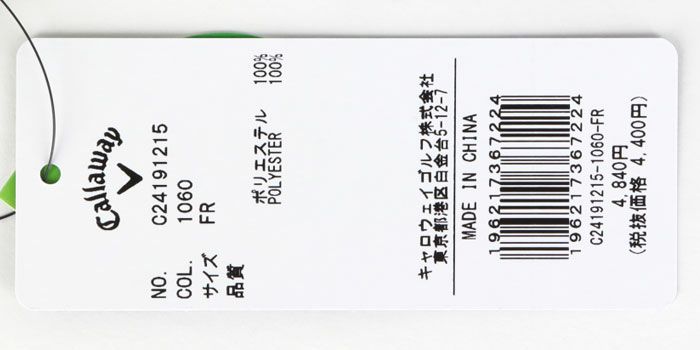 Callaway
NO. C24191215
COL. 1060
サイズ FR
品質
ポリエステル 100%
POLYESTER 100%
キャロウェイゴルフ株式会社
東京都港区白金台5-12-7
MADE IN CHINA
196217367224
196217367224
C24191215-1060-FR
4,840円
(税抜価格 4,400円)